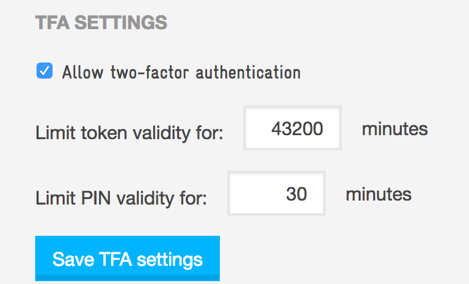 TFA SETTINGS
Allow two-factor authentication
Limit token validity for: 43200 minutes
Limit PIN validity for: 30 minutes
Save TFA settings